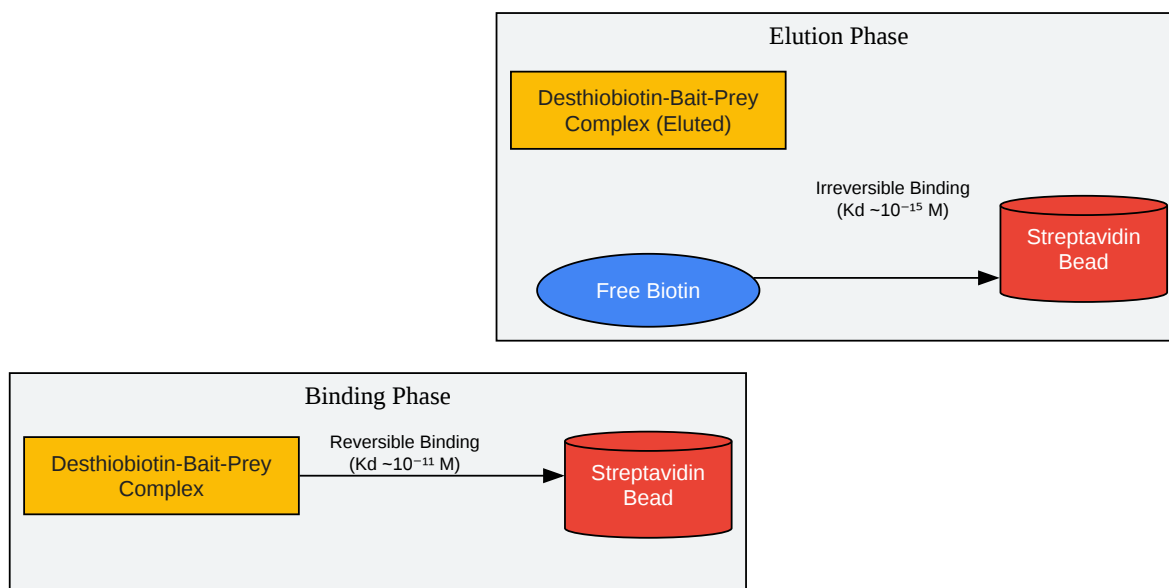 Elution Phase
Desthiobiotin-Bait-Prey
Complex (Eluted)
Irreversible Binding
(Kd ~10⁻¹⁵ M)
Streptavidin
Bead
Free Biotin
Binding Phase
Desthiobiotin-Bait-Prey
Complex
Reversible Binding
(Kd ~10⁻¹¹ M)
Streptavidin
Bead